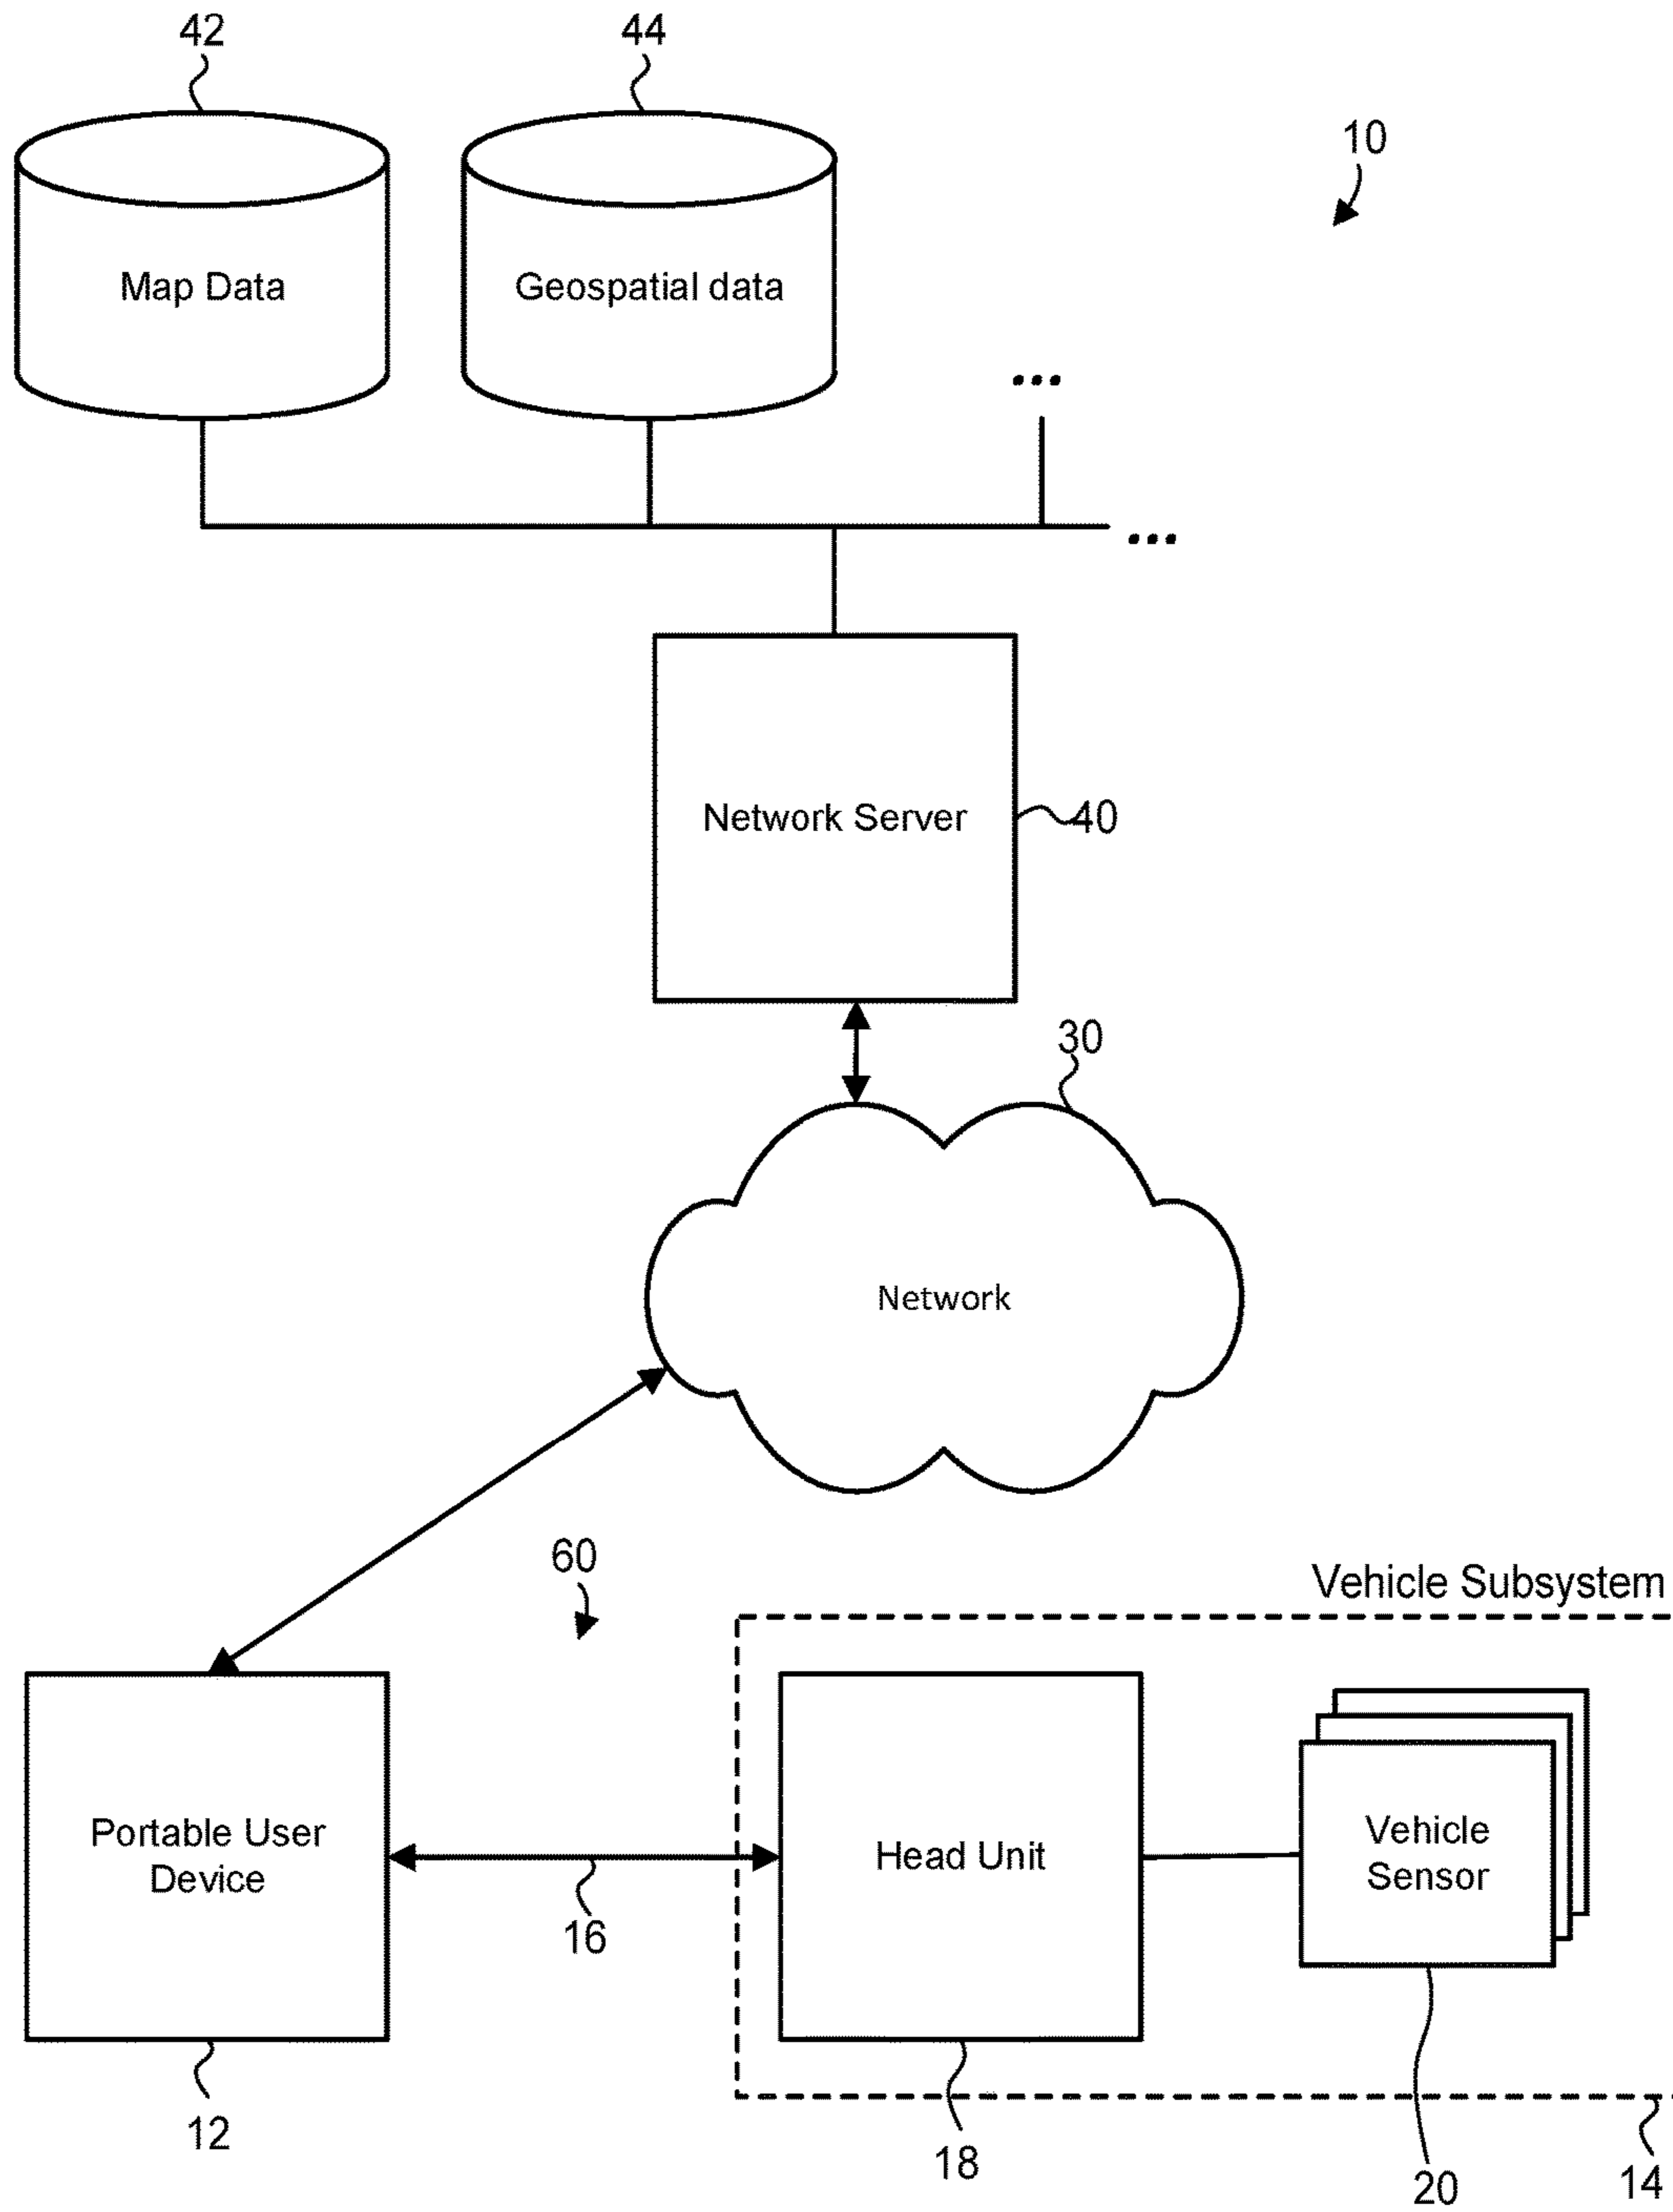 42
44
10
Map Data
Geospatial data
...
...
Network Server
40
30
Network
60
Vehicle Subsystem
Portable User
Device
Head Unit
Vehicle
Sensor
16
12
18
20
14